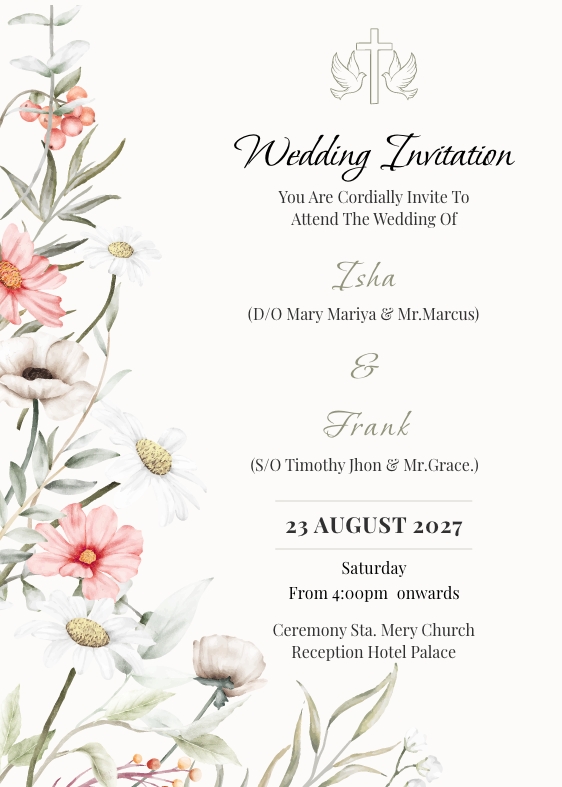 Wedding Invitation
You Are Cordially Invite To
Attend The Wedding Of
Isha
(D/O Mary Mariya & Mr.Marcus)
&
Frank
(S/O Timothy Jhon & Mr.Grace.)
23 AUGUST 2027
Saturday
From 4:00pm onwards
Ceremony Sta. Mery Church
Reception Hotel Palace